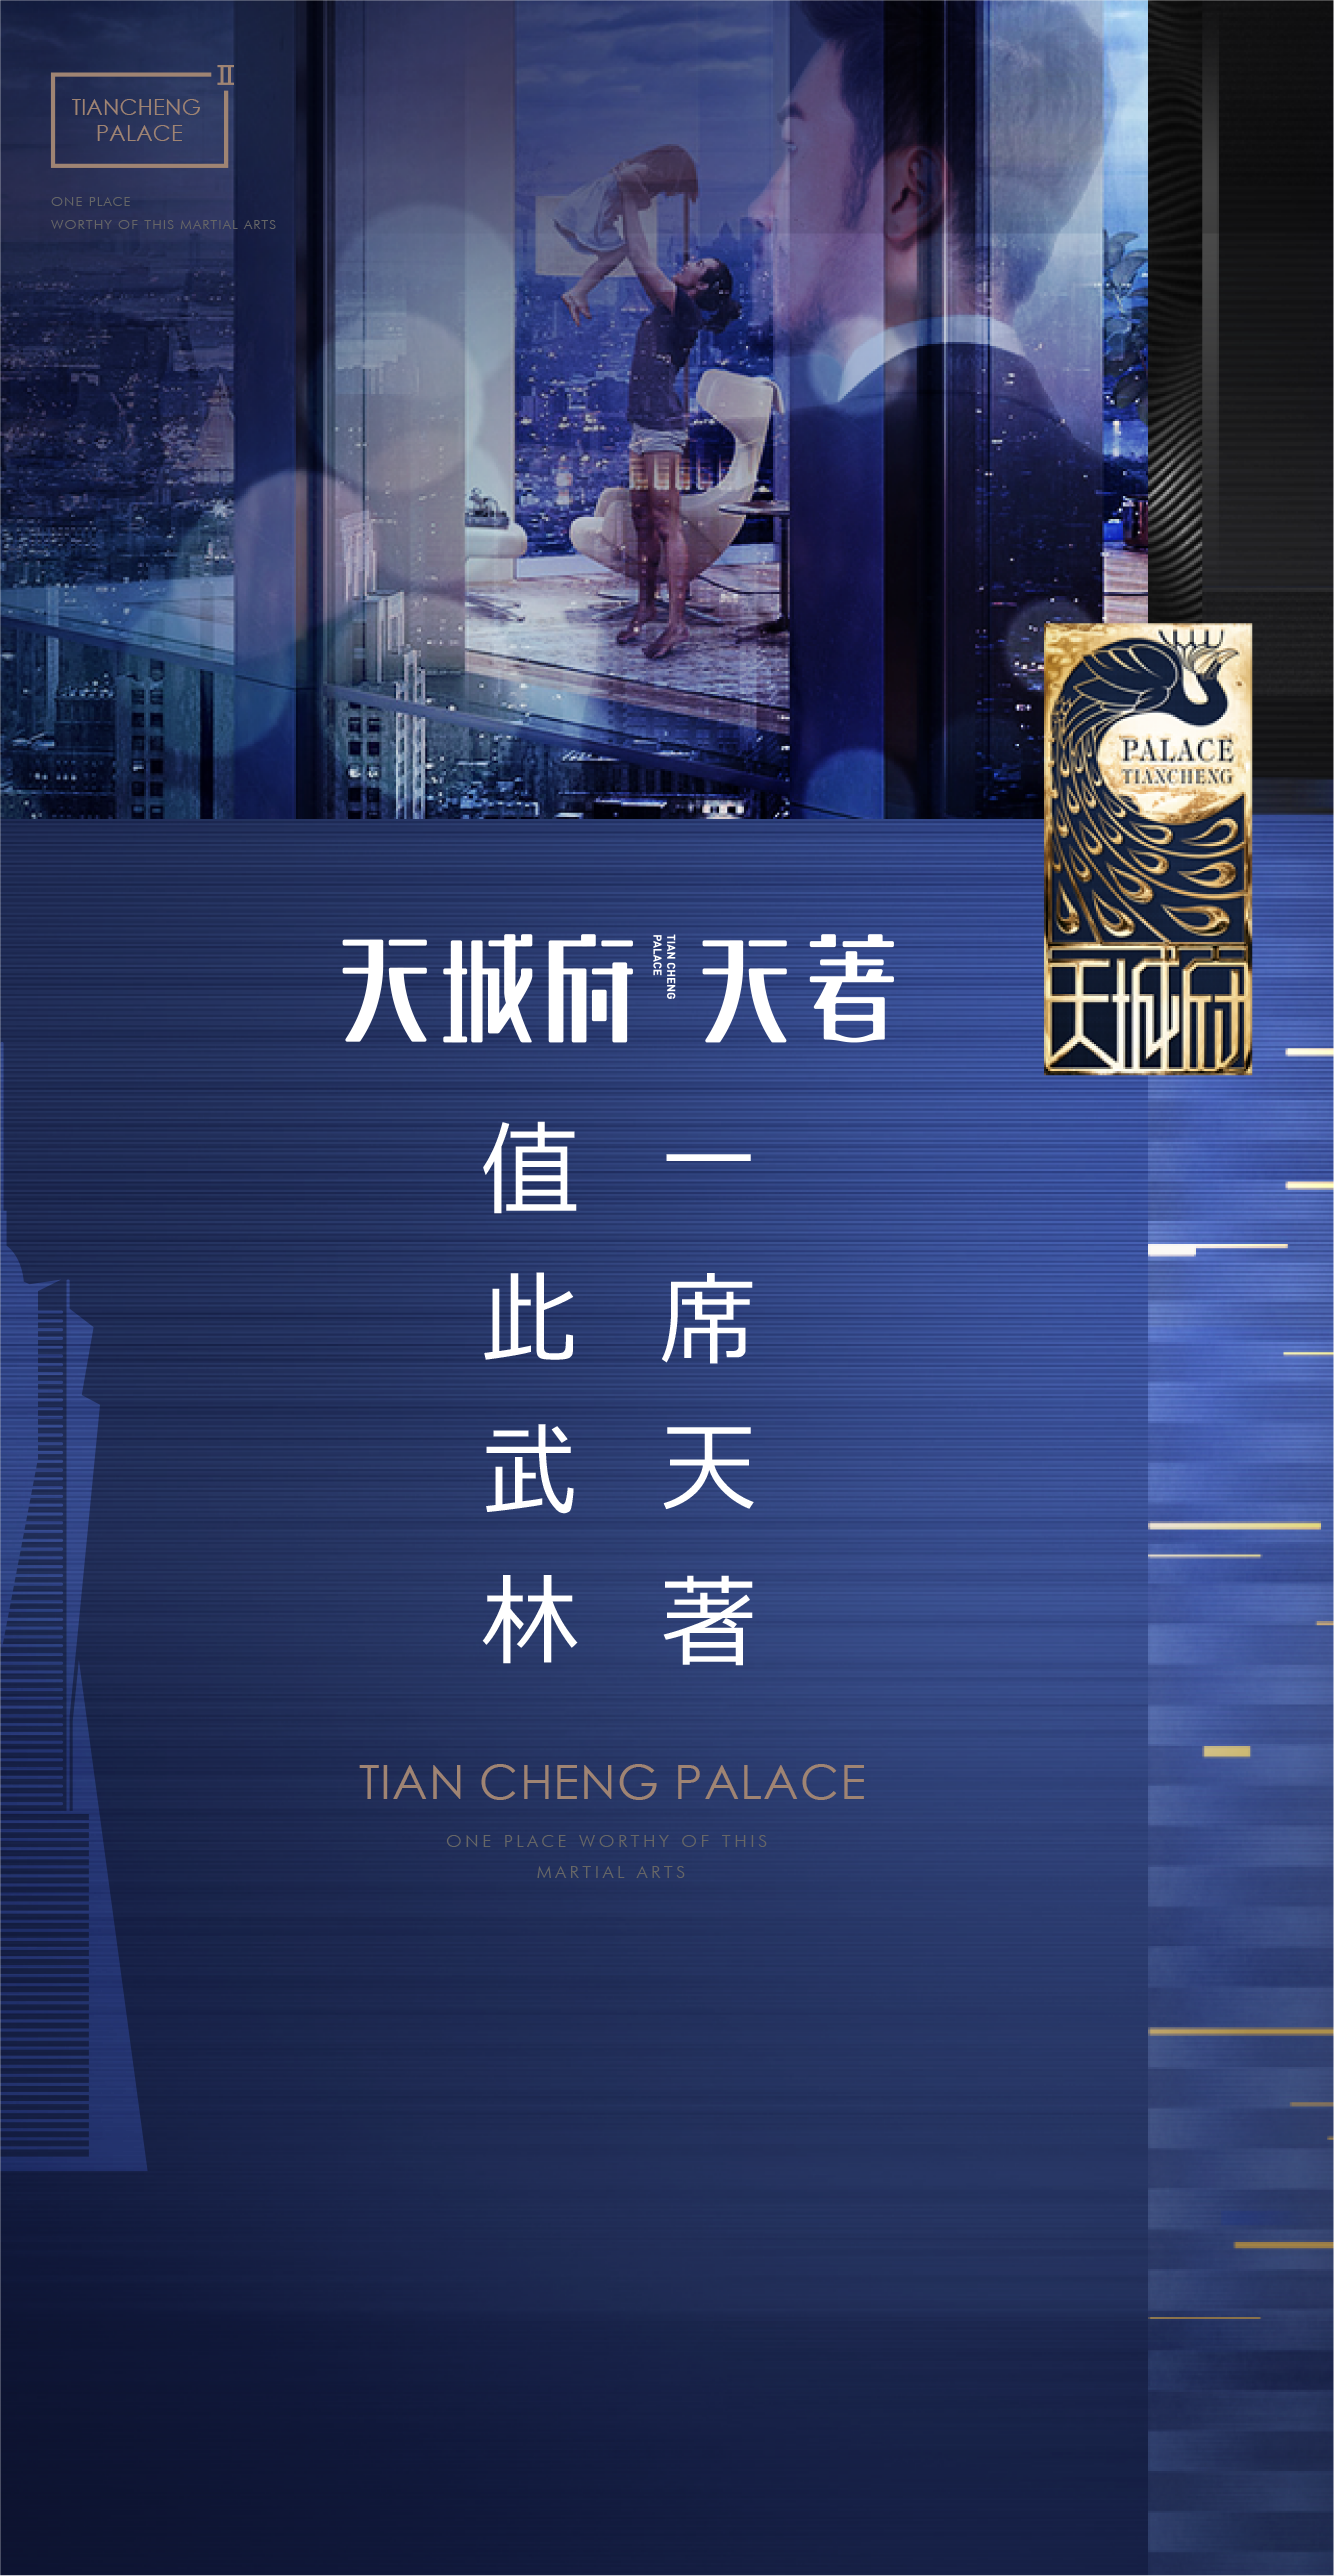 II
TIANCHENG
PALACE
ONE PLACE
WORTHY OF THIS MARTIAL ARTS
PALACE
TIANCHENG
天城府
天城府
TIAN CHENG
PALACE
天著
一席天著
值此武林
TIAN CHENG PALACE
ONE PLACE WORTHY OF THIS
MARTIAL ARTS